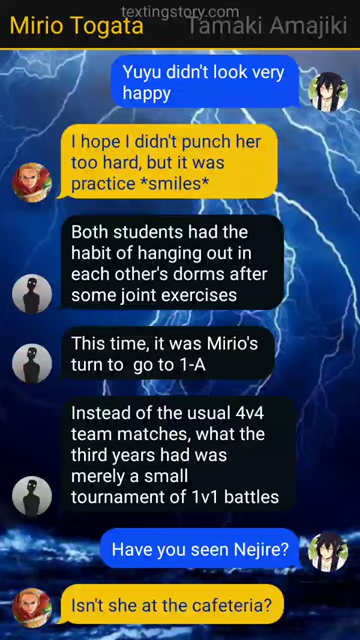 textingstory.com
Mirio Togata Tamaki Amajiki
Yuyu didn't look very
happy
I hope I didn't punch her
too hard, but it was
practice *smiles*
Both students had the
habit of hanging out in
each other's dorms after
some joint exercises
This time, it was Mirio's
turn to go to 1-A
Instead of the usual 4v4
team matches, what the
third years had was
merely a small
tournament of 1v1 battles
Have you seen Nejire?
Isn't she at the cafeteria?